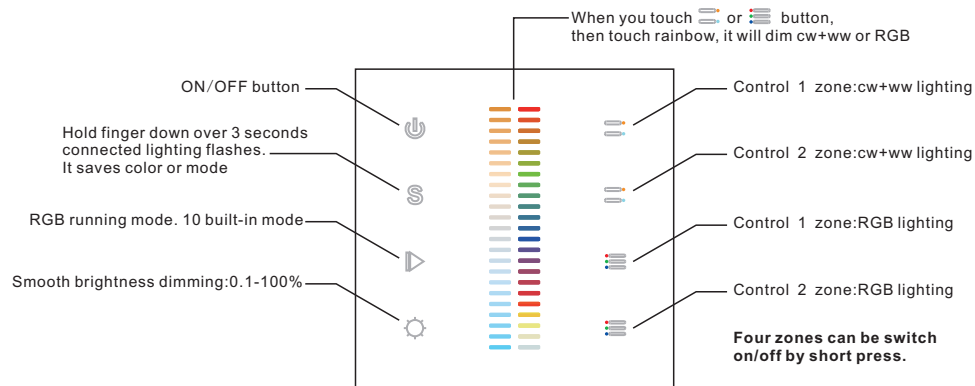 When you touch or button,
then touch rainbow, it will dim cw+ww or RGB
ON/OFF button
Hold finger down over 3 seconds
connected lighting flashes.
It saves color or mode
S
RGB running mode. 10 built-in mode
Smooth brightness dimming:0.1-100%
Control 1 zone:cw+ww lighting
Control 2 zone:cw+ww lighting
Control 1 zone:RGB lighting
Control 2 zone:RGB lighting
Four zones can be switch
on/off by short press.